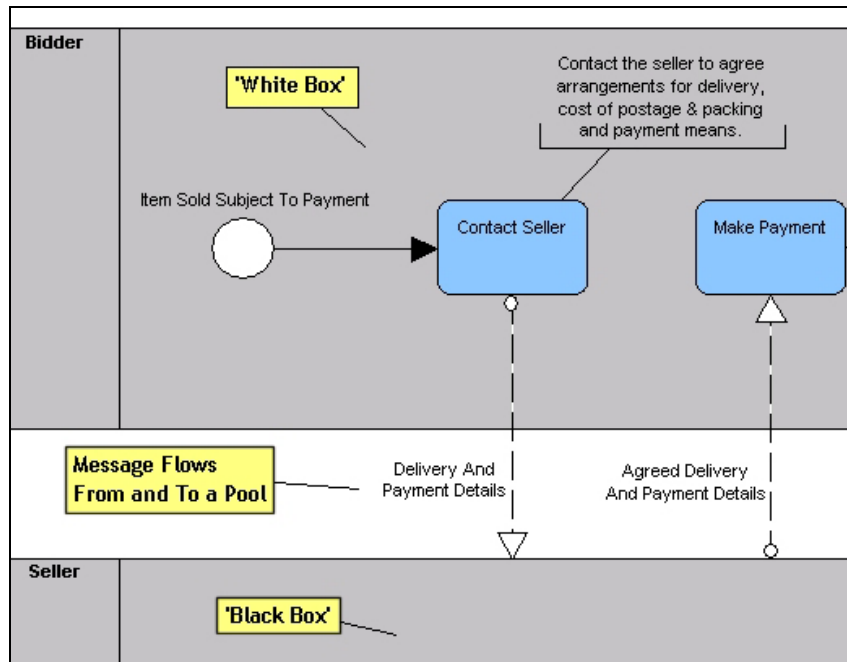 Bidder
'White Box'
Contact the seller to agree
arrangements for delivery,
cost of postage & packing
and payment means.
Item Sold Subject To Payment
Contact Seller
Make Payment
Message Flows
From and To a Pool
Delivery And
Payment Details
Agreed Delivery
And Payment Details
Seller
'Black Box'